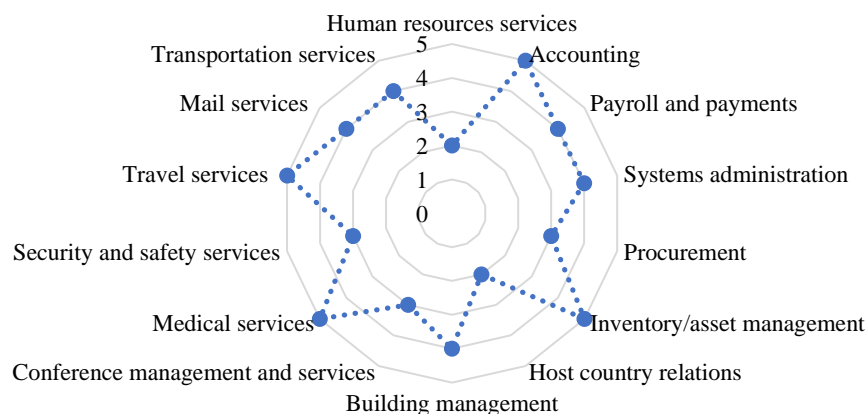 Human resources services
Transportation services
5
Accounting
Mail services
4
Payroll and payments
3
2
Travel services
1
Systems administration
0
Security and safety services
Procurement
Medical services
Inventory/asset management
Conference management and services
Host country relations
Building management